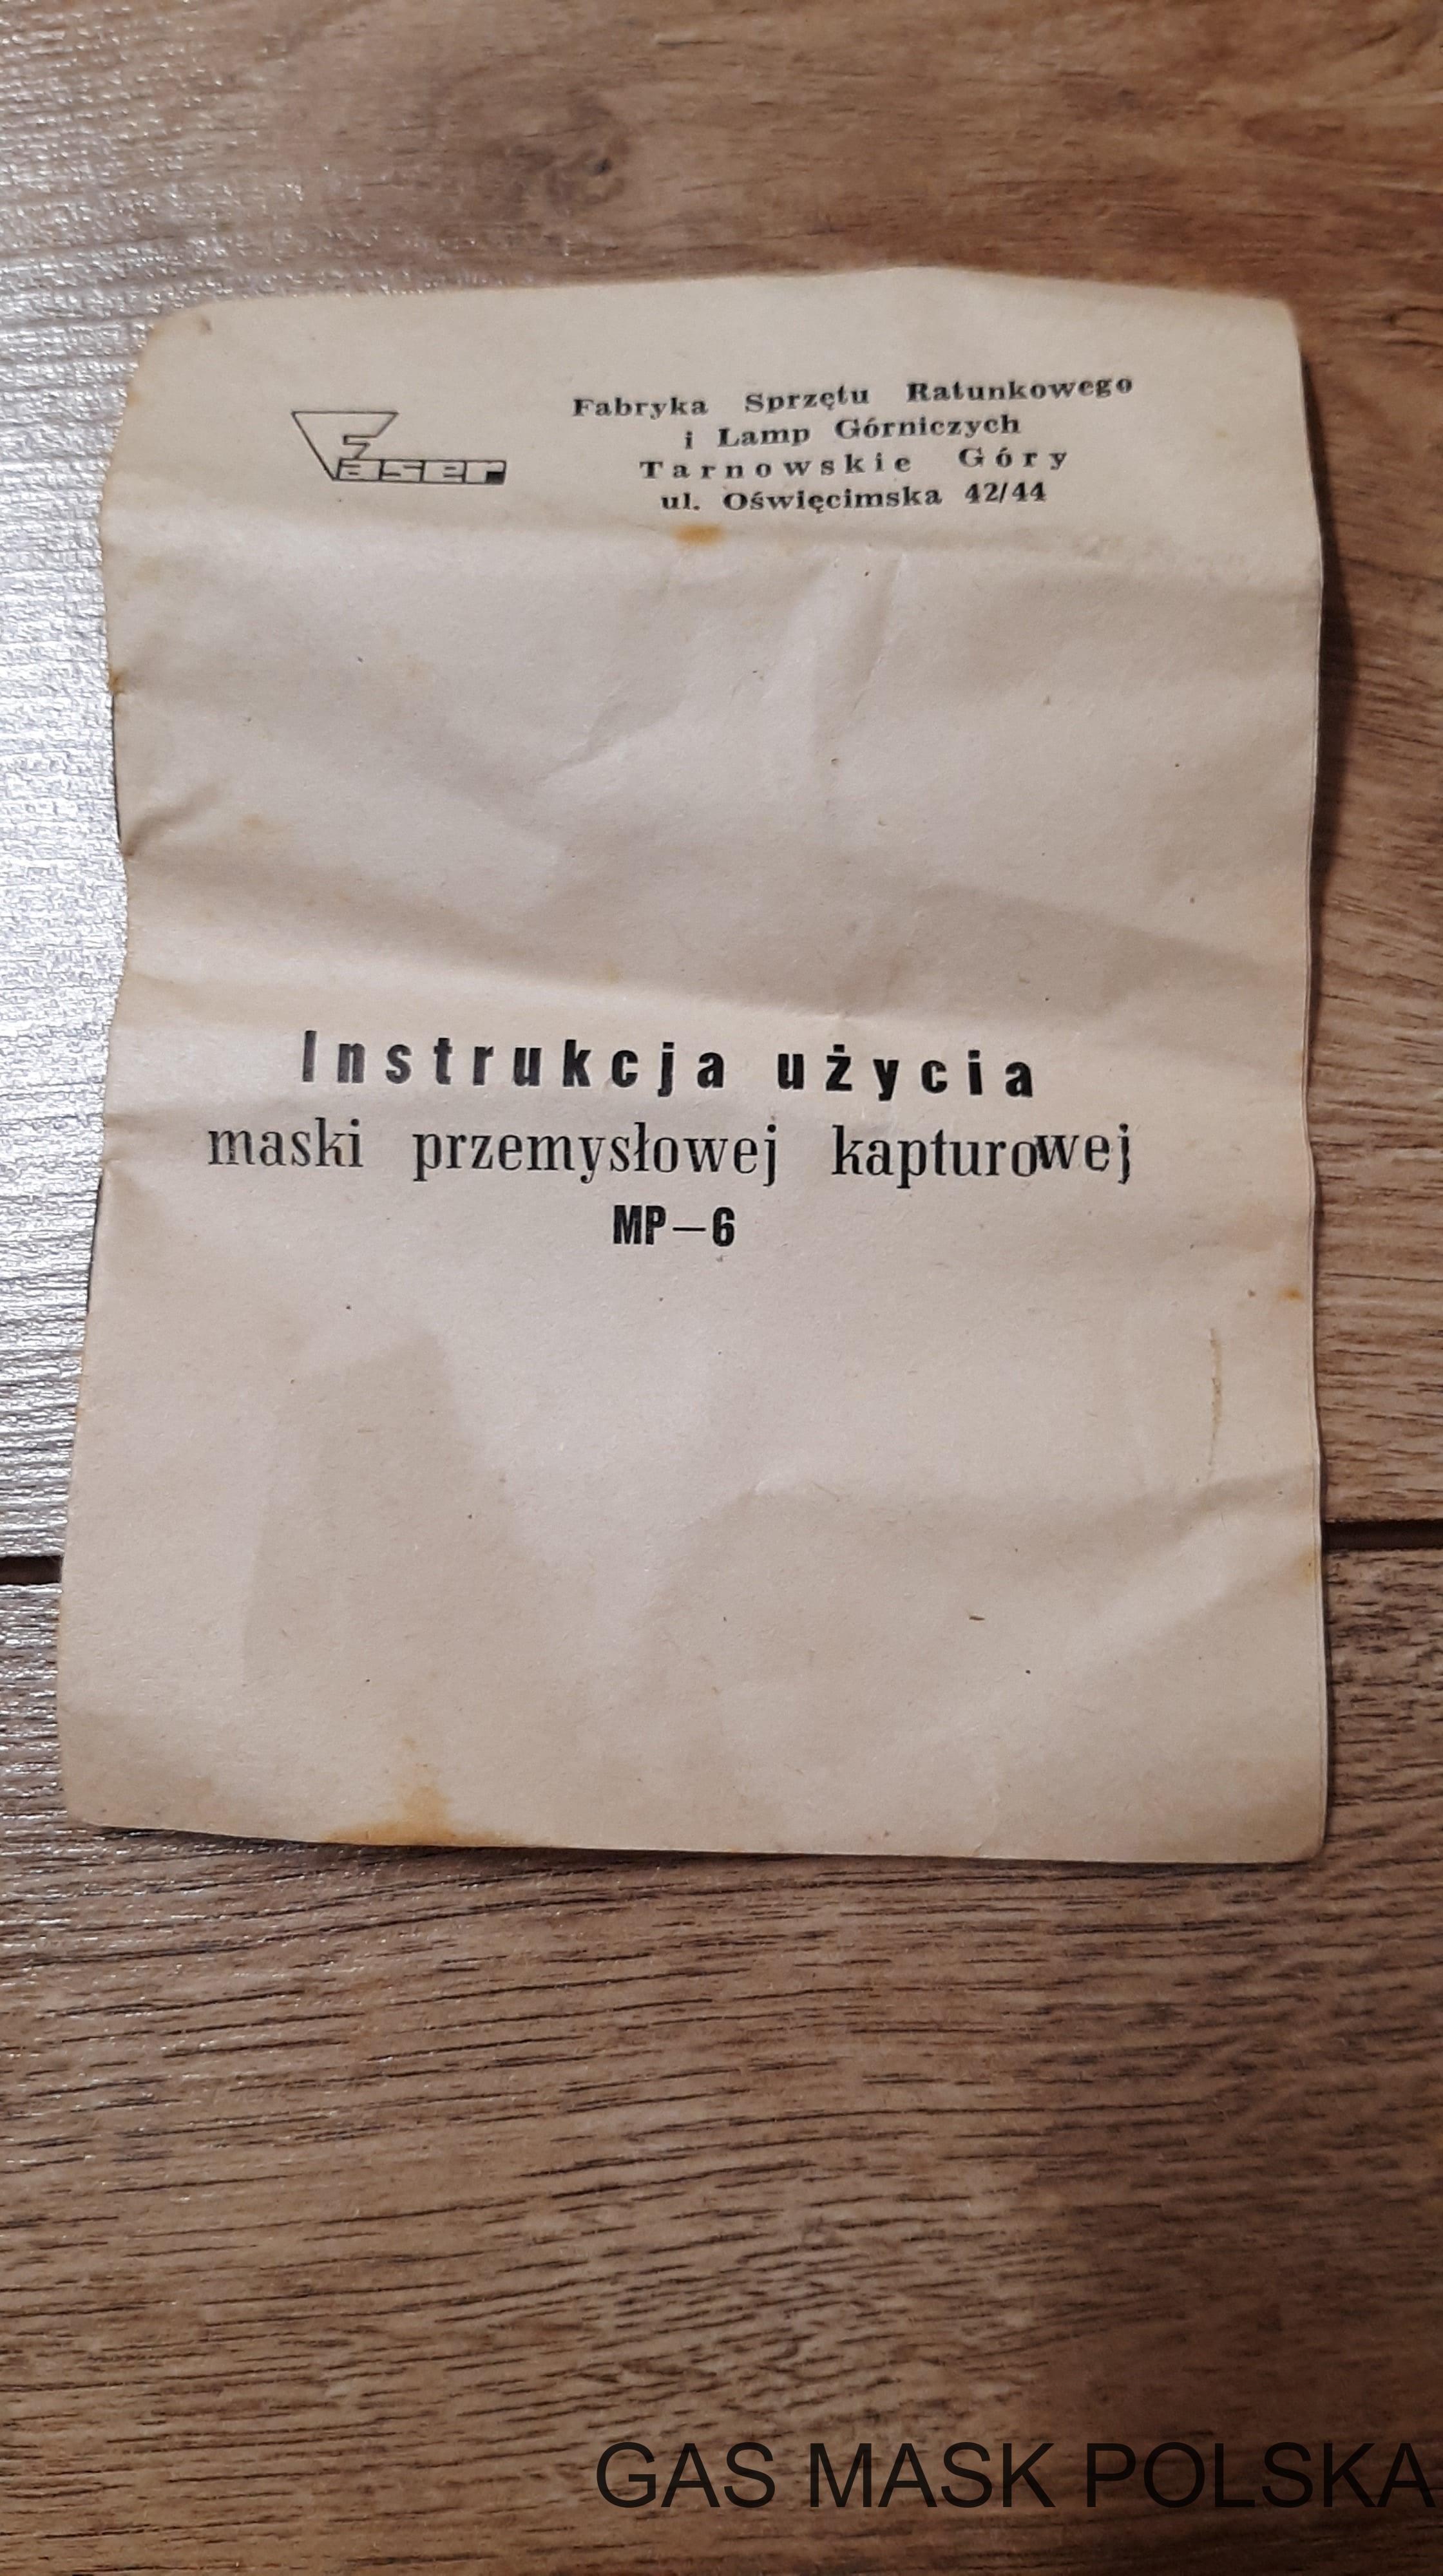 Faser
Fabryka Sprzętu Ratunkowego
i Lamp Górniczych
Tarnowskie Góry
ul. Oświęcimska 42/44
Instrukcja użycia
maski przemysłowej kapturowej
MP—6
GAS MASK POLSKA